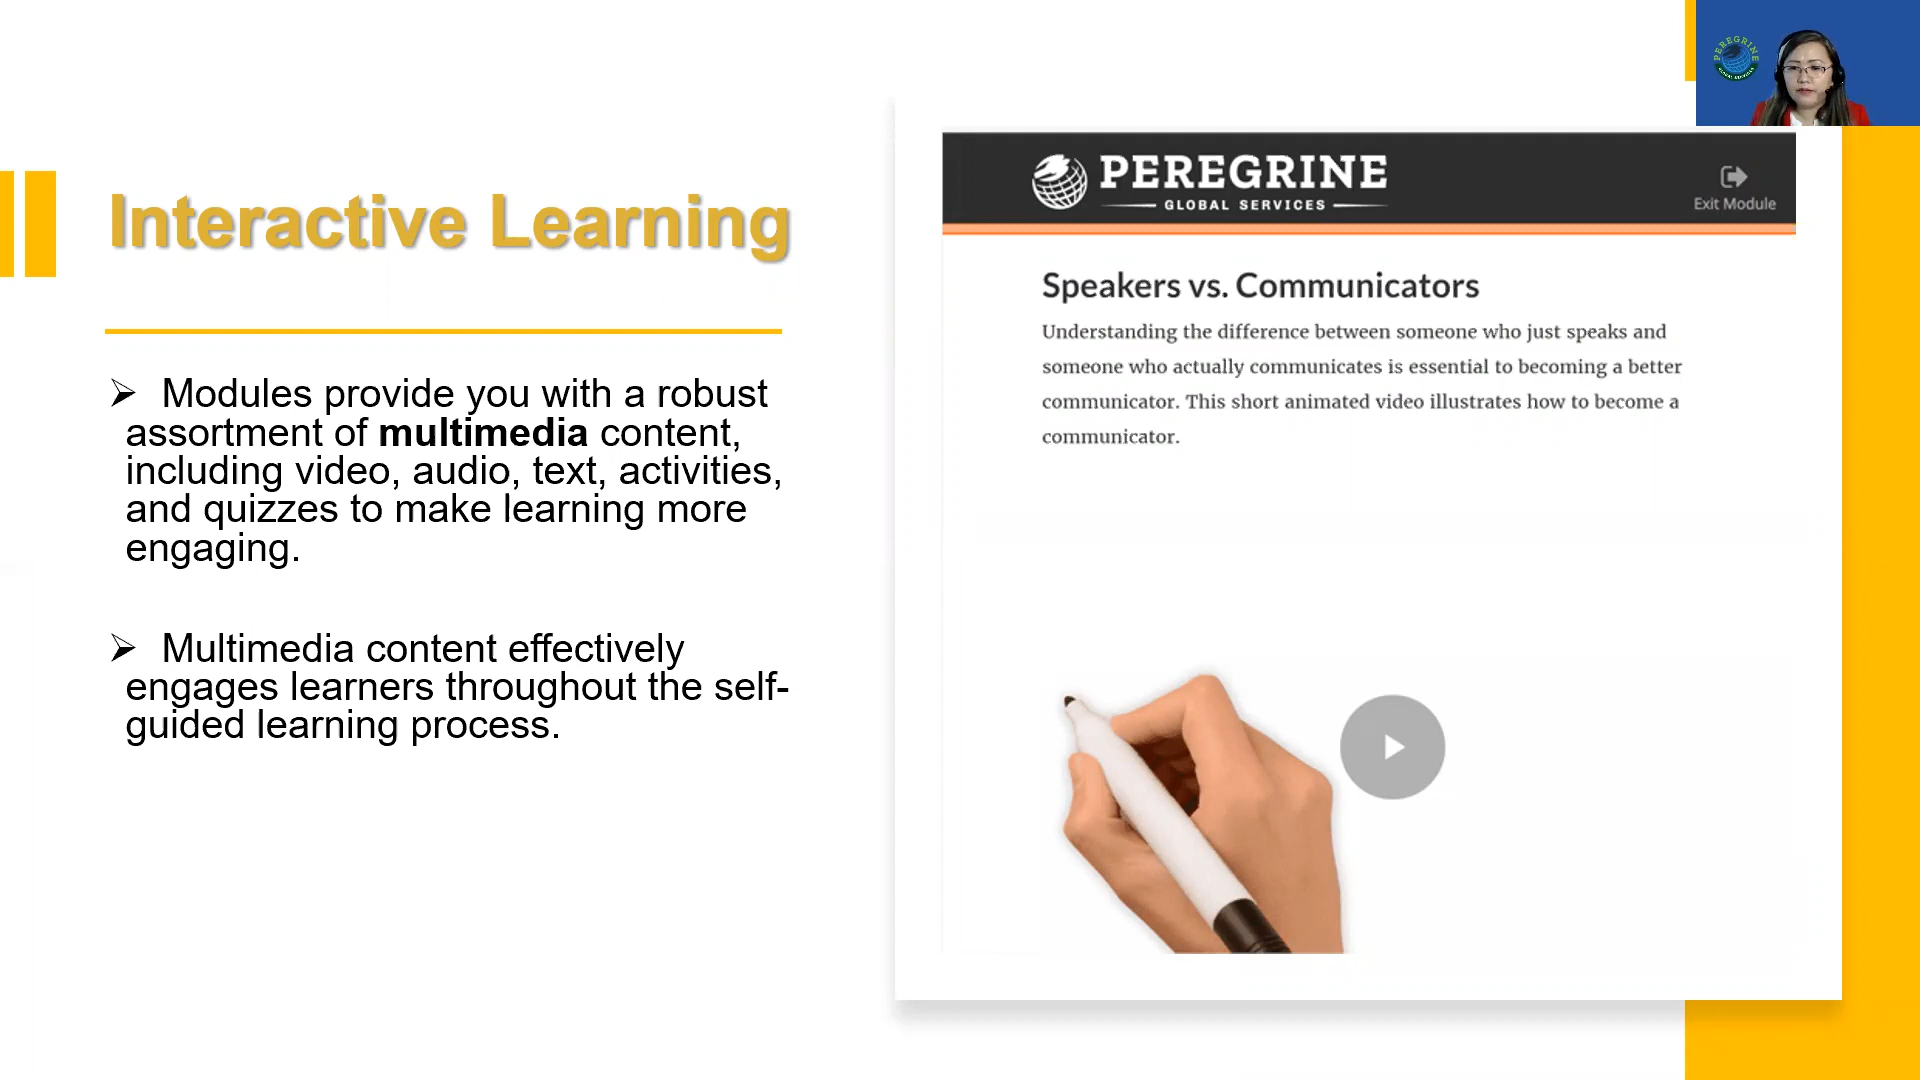 Interactive Learning
➢ Modules provide you with a robust
assortment of multimedia content,
including video, audio, text, activities,
and quizzes to make learning more
engaging.
➢ Multimedia content effectively
engages learners throughout the self-
guided learning process.
PEREGRINE
GLOBAL SERVICES
Exit Module
Speakers vs. Communicators
Understanding the difference between someone who just speaks and
someone who actually communicates is essential to becoming a better
communicator. This short animated video illustrates how to become a
communicator.
PEREGRINE
GLOBAL SERVICES